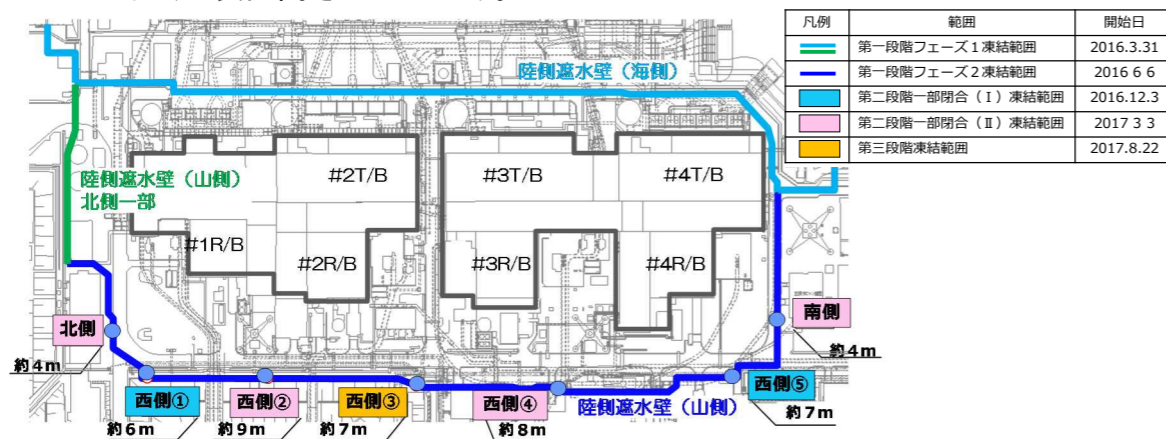 凡例 範囲 開始日
第一段階フェーズ1凍結範囲 2016.3.31
第一段階フェーズ2凍結範囲 2016 6 6
第二段階一部閉合（Ⅰ）凍結範囲 2016.12.3
第二段階一部閉合（Ⅱ）凍結範囲 2017 3 3
第三段階凍結範囲 2017.8.22
陸側遮水壁（海側）
陸側遮水壁（山側）
北側一部
#2T/B
#3T/B
#4T/B
#1R/B
#2R/B
#3R/B
#4R/B
北側
約4m
南側
約4m
西側①
約6m
西側②
約9m
西側③
約7m
西側④
約8m
陸側遮水壁（山側）
西側⑤
約7m